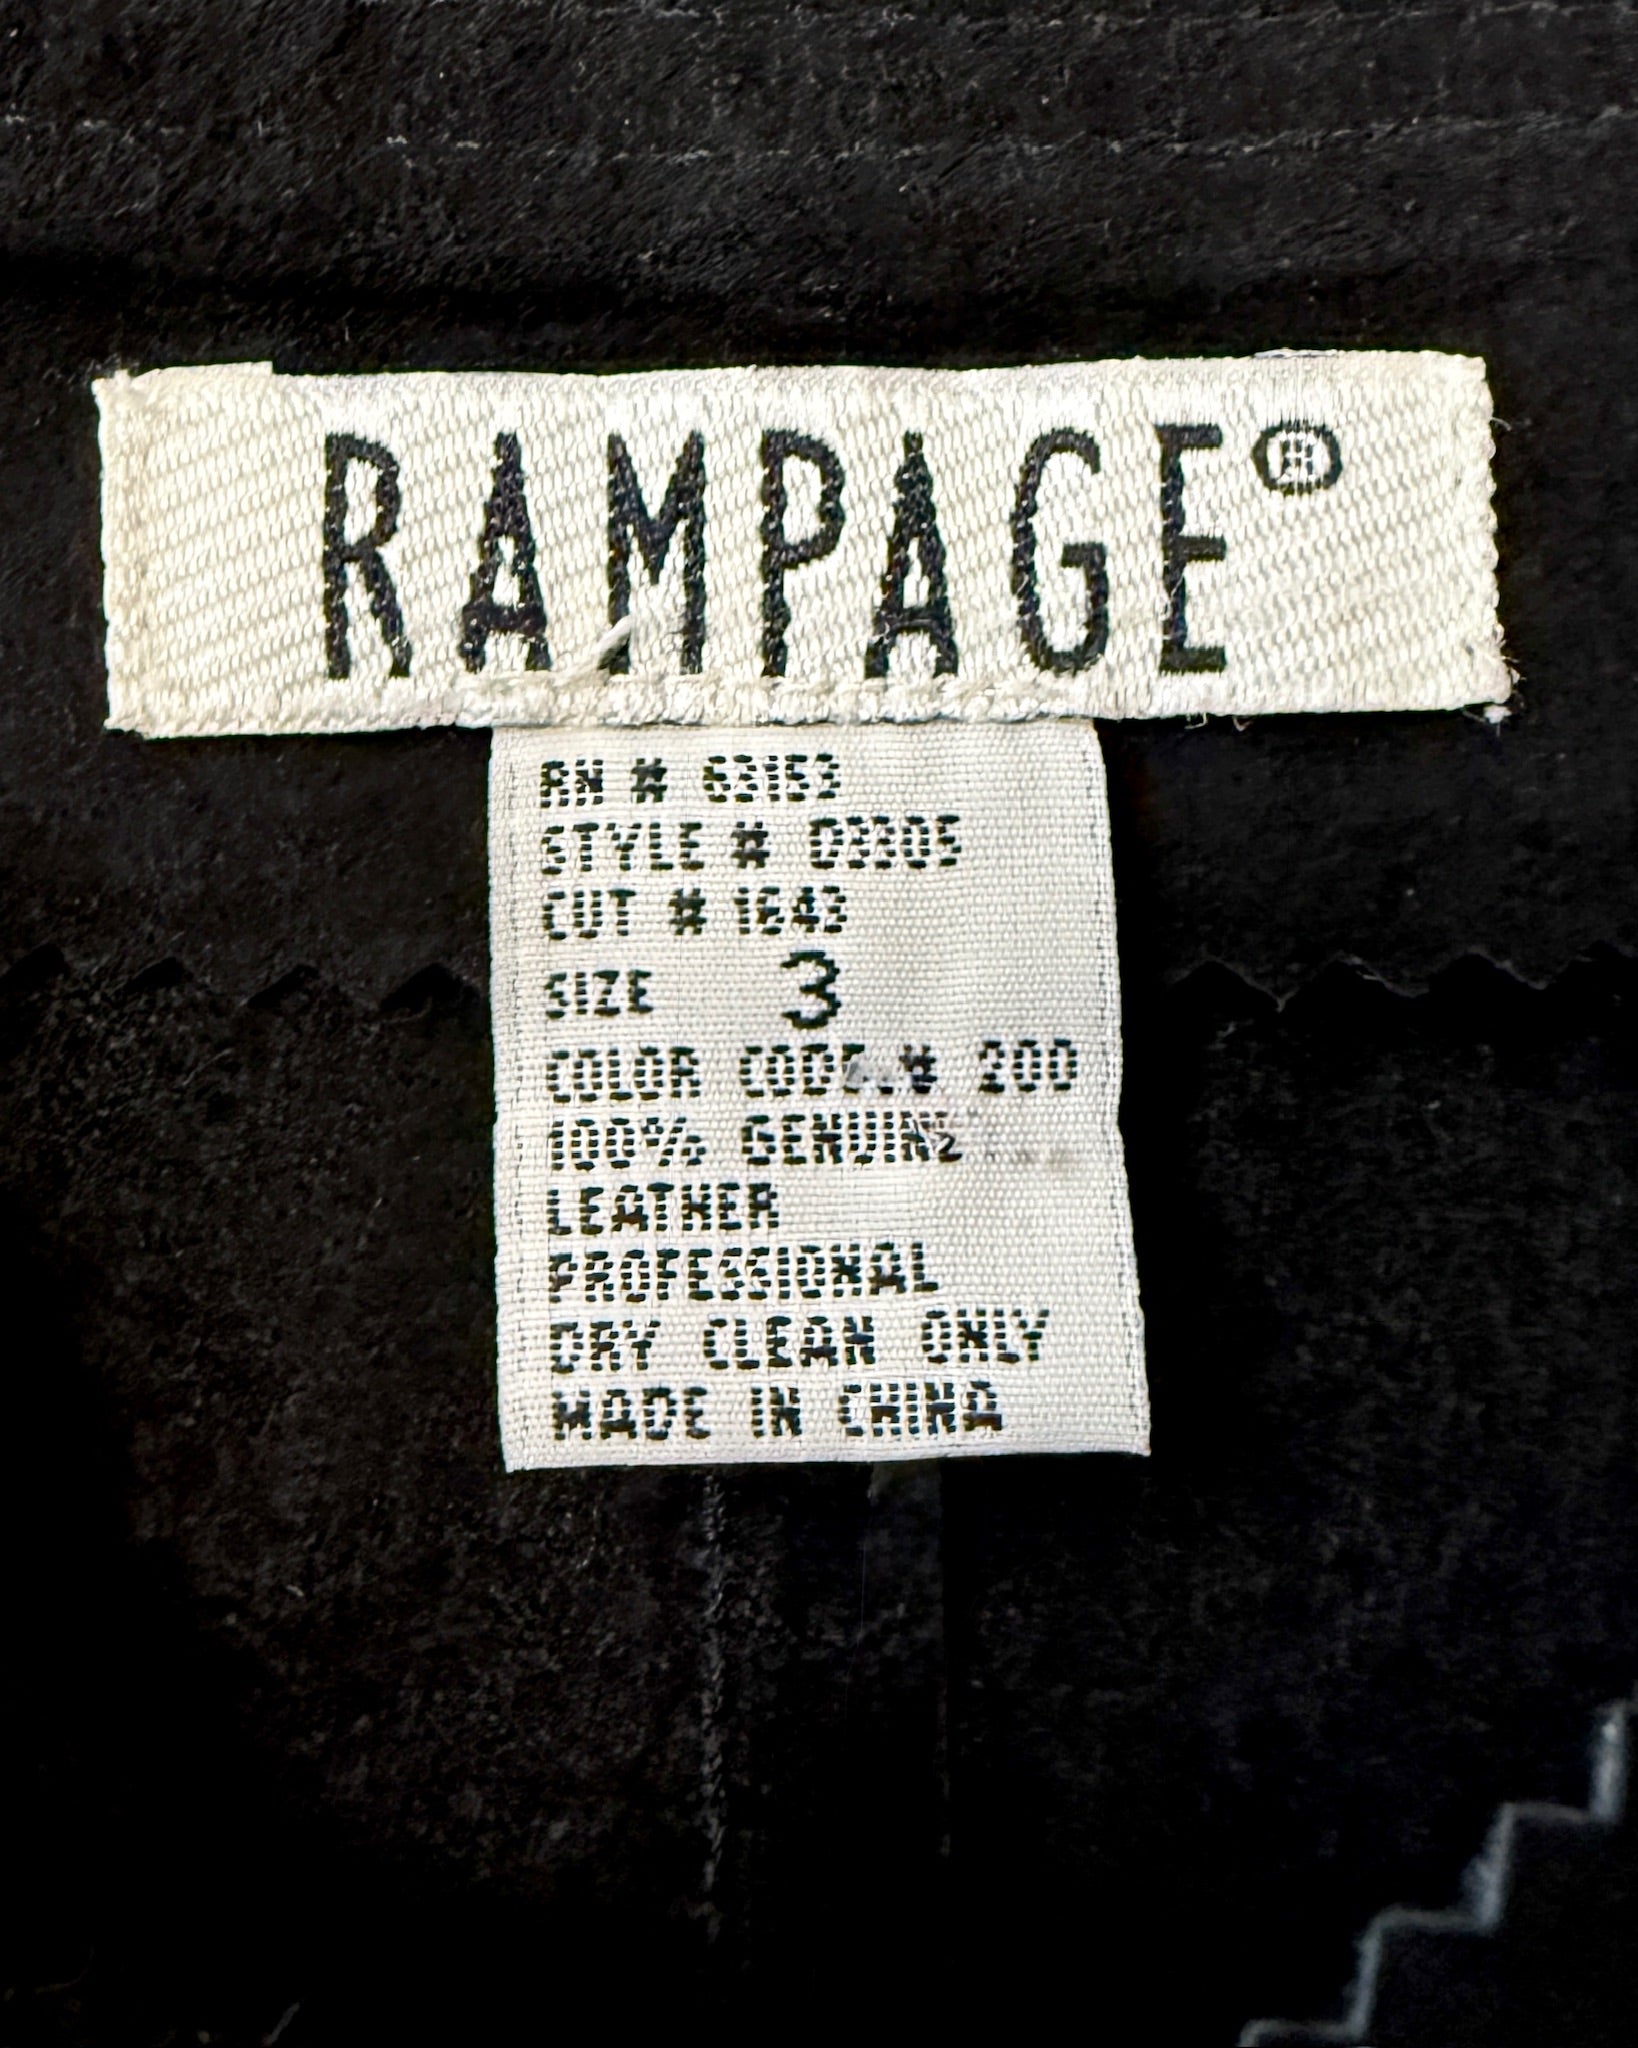 RAMPAGE®
RN # 63153
STYLE # D3305
CUT # 1643
SIZE 3
COLOR CODE # 200
100% GENUINE
LEATHER
PROFESSIONAL
DRY CLEAN ONLY
MADE IN CHINA